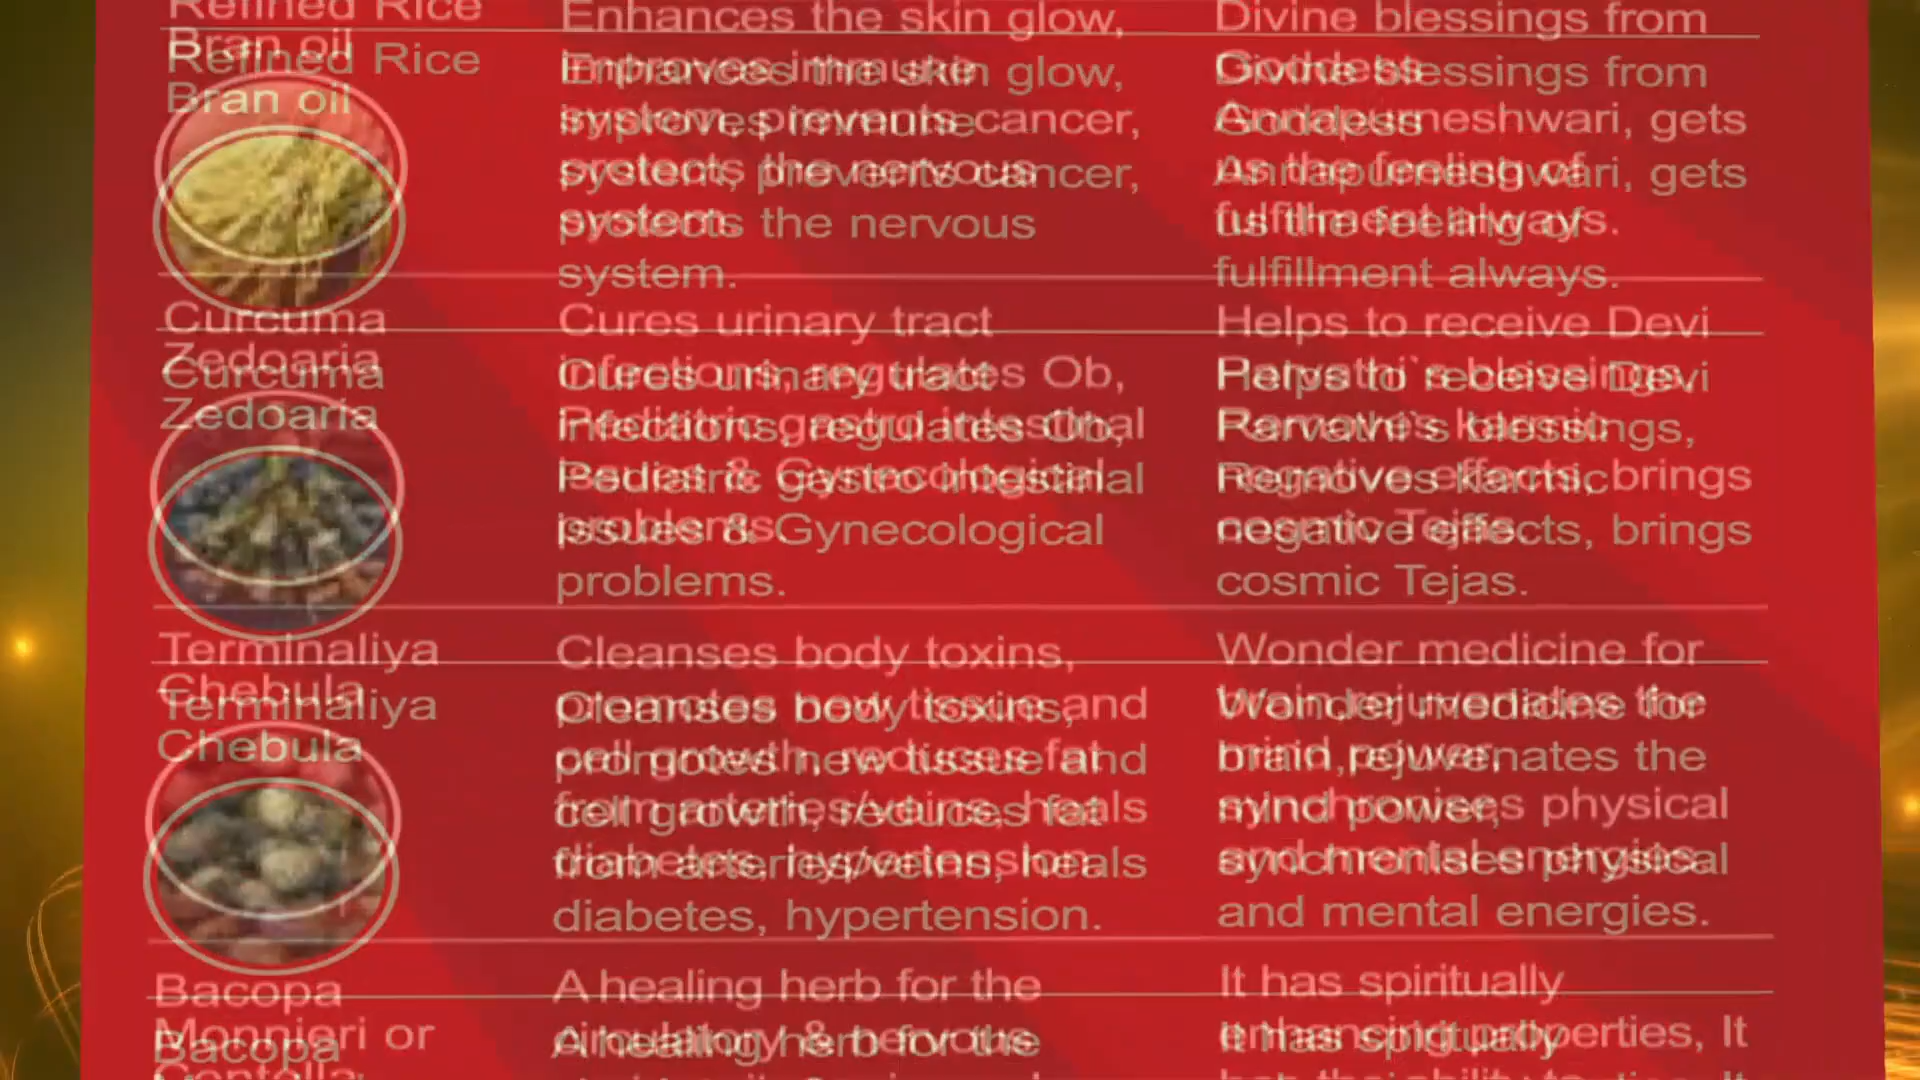 Refined Rice
Bran oil
Enhances the skin glow,
improves immune
system, prevents cancer,
protects the nervous
system.
Divine blessings from
Goddess
Annapurneshwari, gets
us the feeling of
fulfillment always.
Curcuma
Zedoaria
Cures urinary tract
infections, regulates Ob,
Pediatric gastro intestinal
issues & Gynecological
problems.
Helps to receive Devi
Parvathi`s blessings,
Removes karmic
negative effects, brings
cosmic Tejas.
Terminaliya
Chebula
Cleanses body toxins,
promotes new tissue and
cell growth, reduces fat
from arteries/veins, heals
diabetes, hypertension.
Wonder medicine for
brain, rejuvenates the
mind power,
synchronises physical
and mental energies.
Bacopa
Monnieri or
Centella
A healing herb for the
circulatory & nervous
It has spiritually
enhancing properties, It